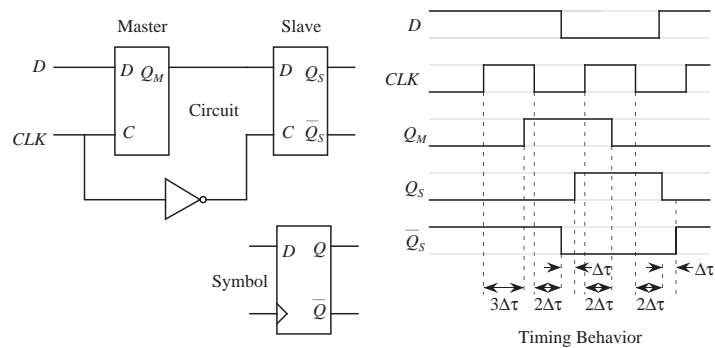 Master
Slave
D
D Q_M
D Q_S
Circuit
CLK
C
C Q̅_S
Symbol
D Q
Q̅
D
CLK
Q_M
Q_S
Q̅_S
Δτ
Δτ
3Δτ
2Δτ
2Δτ
2Δτ
Timing Behavior